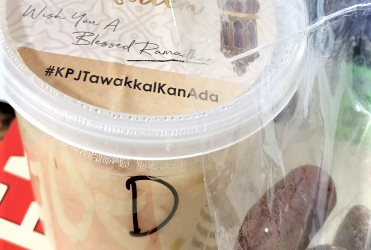 Wish You A
Blessed Ramadhan
#KPJTawakkalKanAda
D